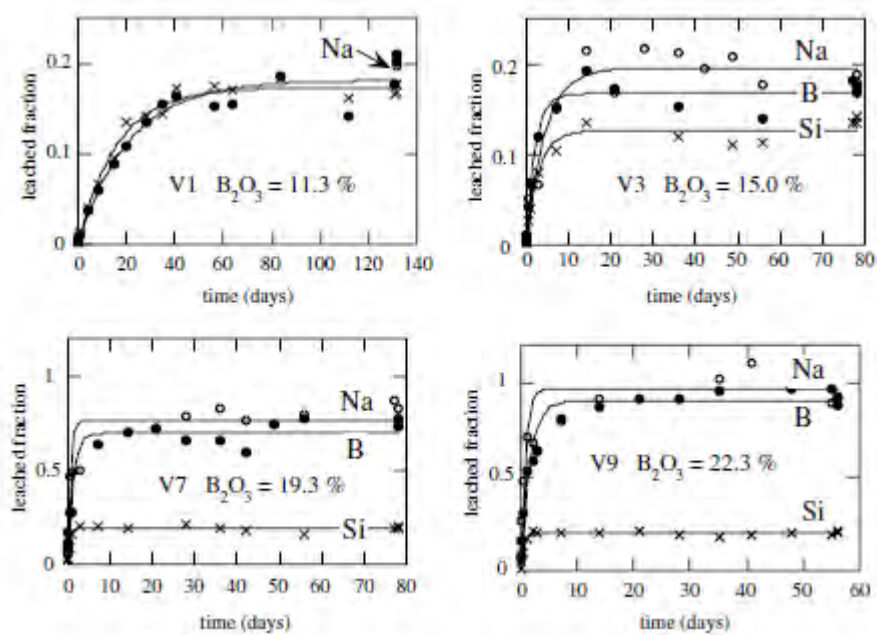 0.2
0.1
0
leached fraction
Na
V1 B₂O₃ = 11.3 %
0 20 40 60 80 100 120 140
time (days)
0.2
0.1
0
leached fraction
Na
B
Si
V3 B₂O₃ = 15.0 %
0 10 20 30 40 50 60 70 80
time (days)
1
0.5
0
leached fraction
Na
B
V7 B₂O₃ = 19.3 %
Si
0 10 20 30 40 50 60 70 80
time (days)
1
0.5
0
leached fraction
Na
B
V9 B₂O₃ = 22.3 %
Si
0 10 20 30 40 50 60
time (days)